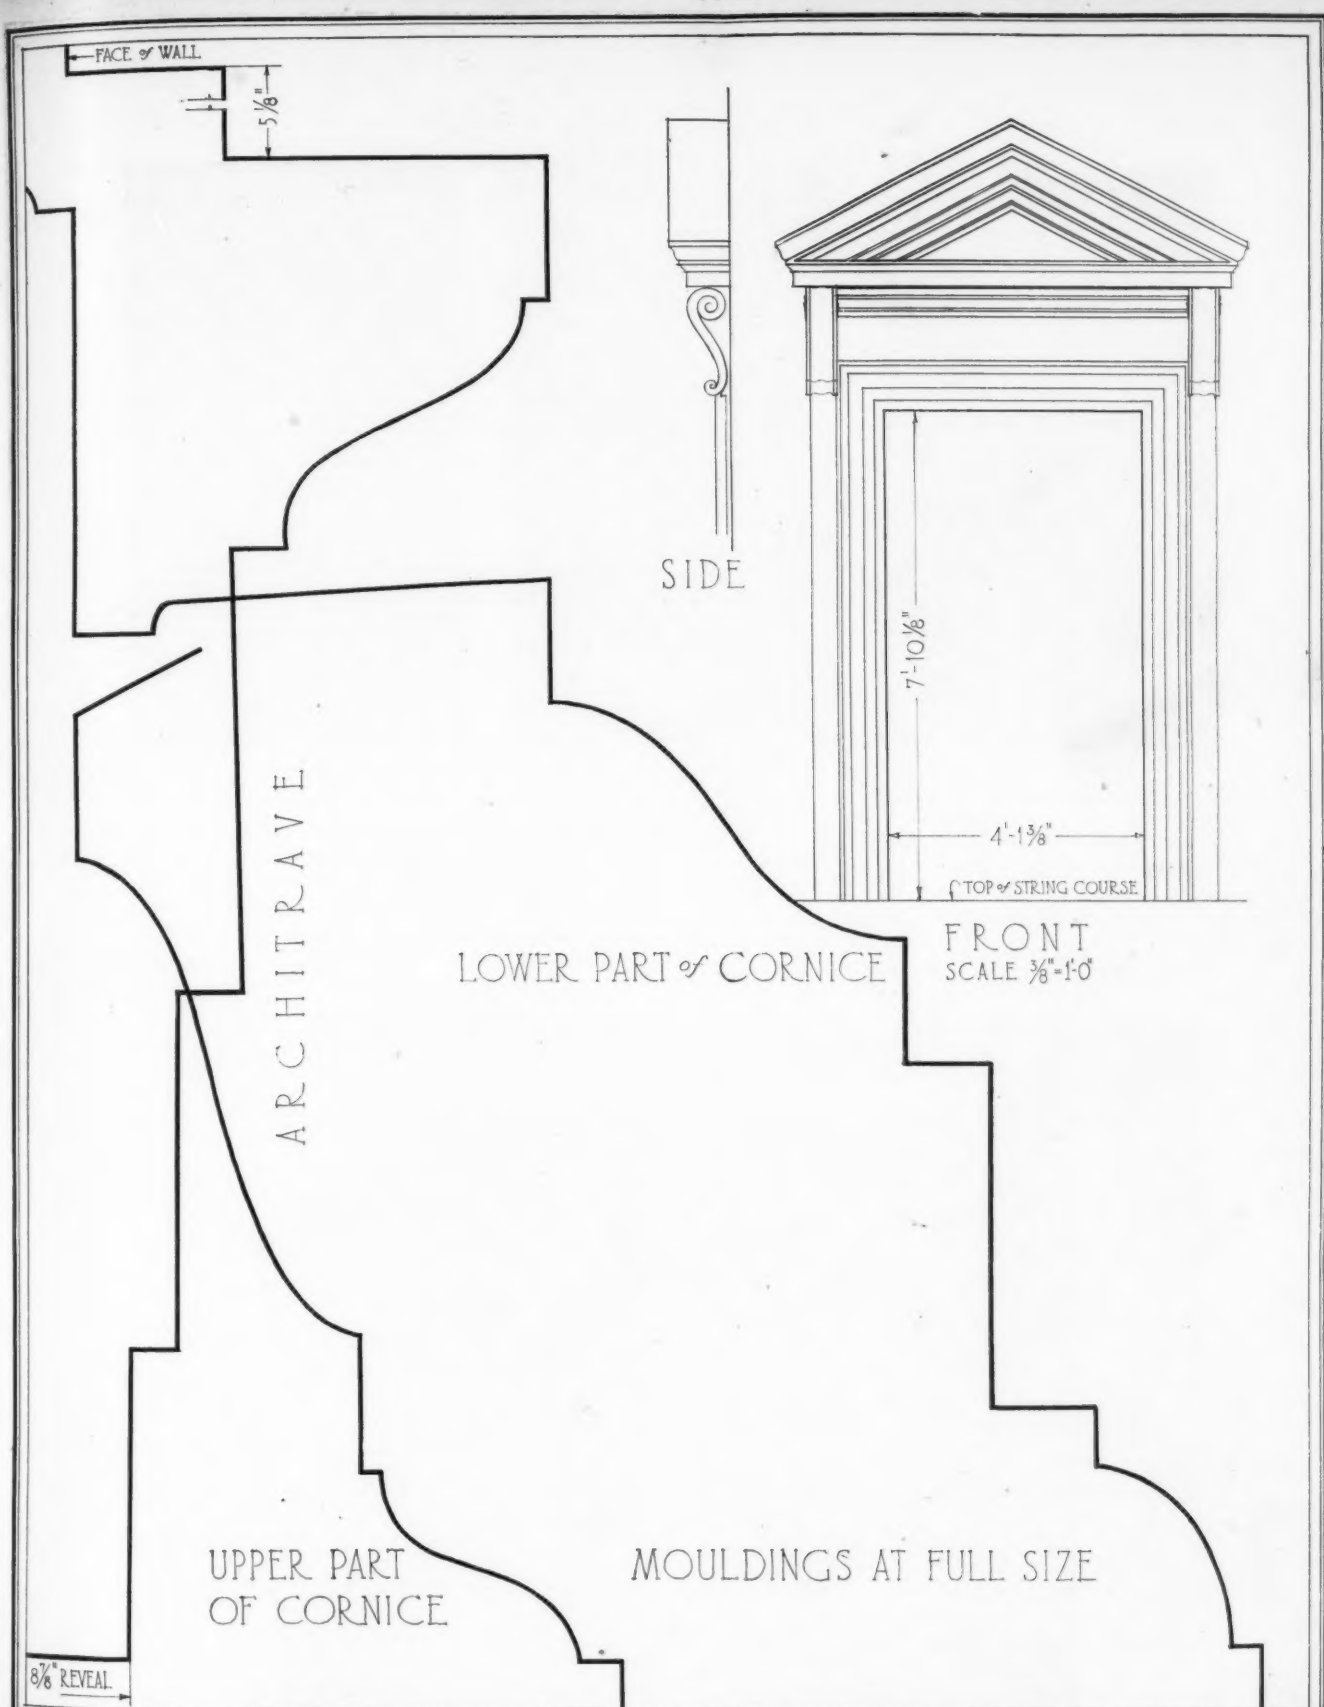 FACE of WALL
5 1/8"
SIDE
7'-10 1/8"
4'-1 3/8"
TOP of STRING COURSE
FRONT
SCALE 3/8"=1'-0"
ARCHITRAVE
LOWER PART of CORNICE
UPPER PART
OF CORNICE
MOULDINGS AT FULL SIZE
8 7/8" REVEAL